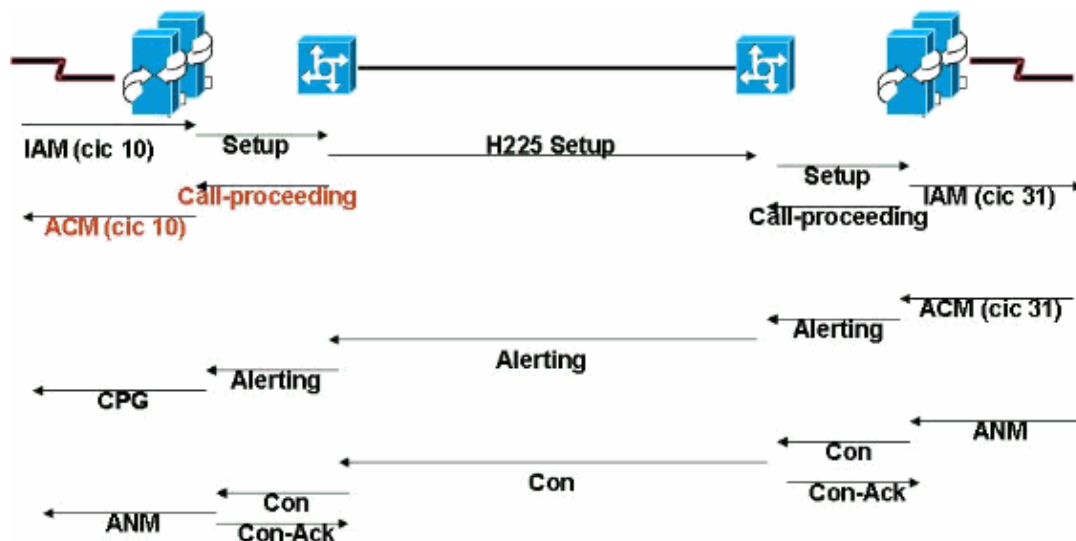 IAM (cic 10)
Setup
H225 Setup
Setup
IAM (cic 31)
Call-proceeding
Call-proceeding
ACM (cic 10)
ACM (cic 31)
Alerting
Alerting
Alerting
CPG
ANM
Con
Con
Con-Ack
Con
ANM
Con-Ack